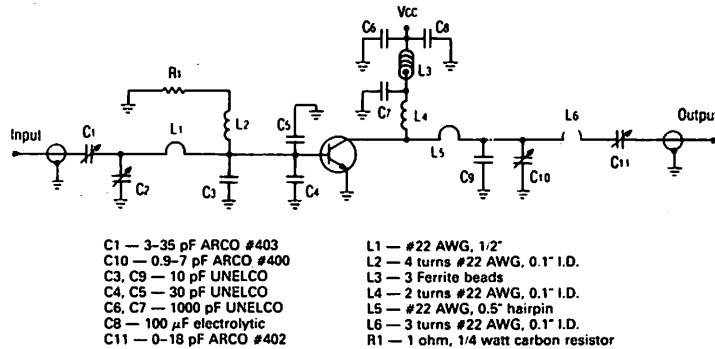 Vcc
C6
C8
L3
R1
C7
L4
L2
C5
Input
C1
L1
L6
Output
L5
C2
C3
C4
C9
C10
C11
C1 — 3–35 pF ARCO #403
C10 — 0.9–7 pF ARCO #400
C3, C9 — 10 pF UNELCO
C4, C5 — 30 pF UNELCO
C6, C7 — 1000 pF UNELCO
C8 — 100 μF electrolytic
C11 — 0–18 pF ARCO #402
L1 — #22 AWG, 1/2"
L2 — 4 turns #22 AWG, 0.1" I.D.
L3 — 3 Ferrite beads
L4 — 2 turns #22 AWG, 0.1" I.D.
L5 — #22 AWG, 0.5" hairpin
L6 — 3 turns #22 AWG, 0.1" I.D.
R1 — 1 ohm, 1/4 watt carbon resistor